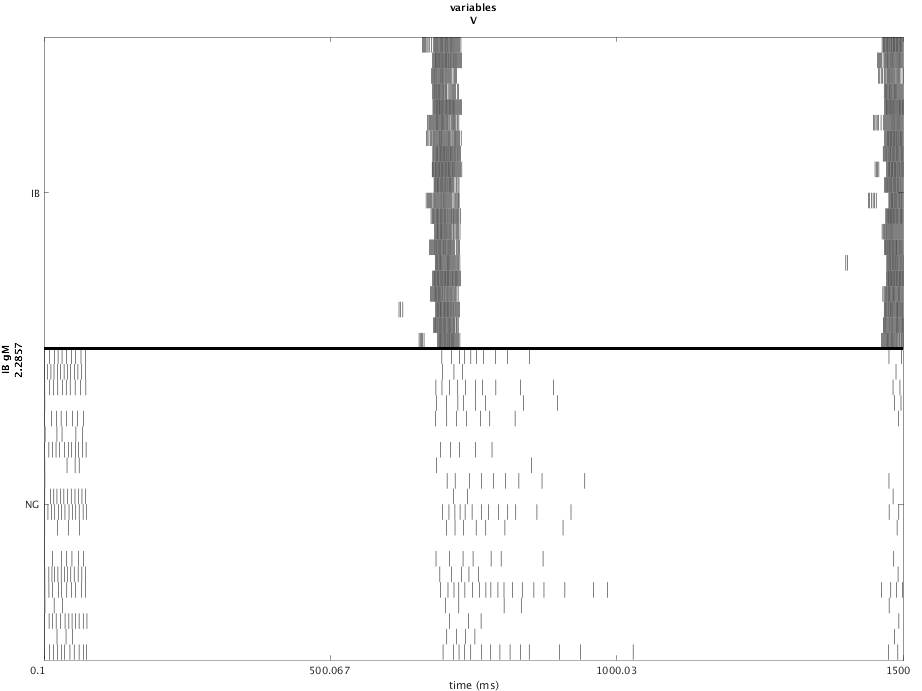 variables
V
IB
IB gM
2.2857
NG
0.1
500.067
1000.03
1500
time (ms)